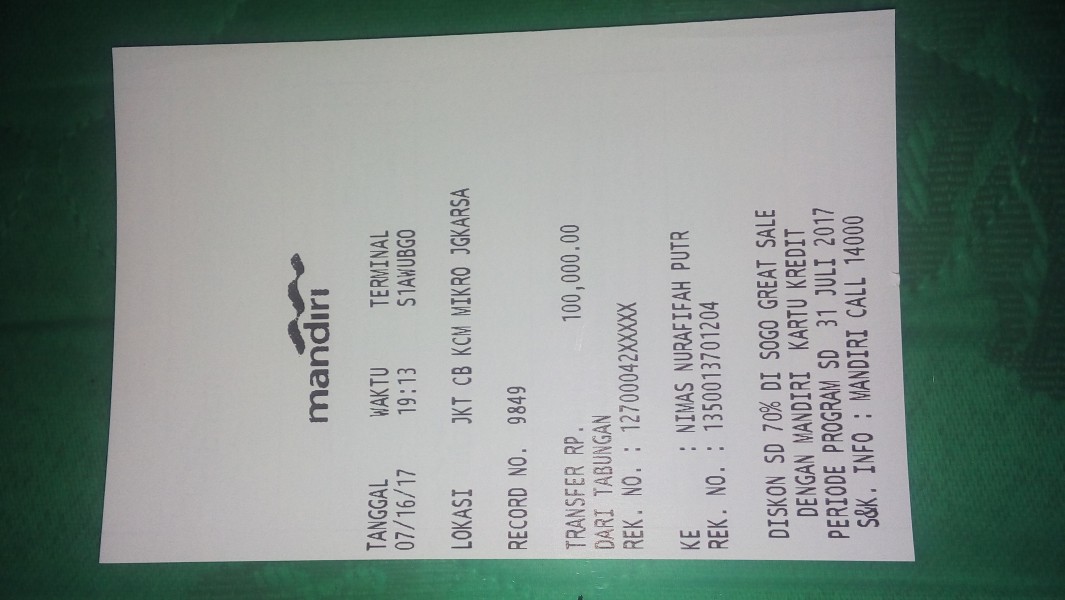 mandiri
TANGGAL WAKTU TERMINAL
07/16/17 19:13 S1AWUBGO
LOKASI JKT CB KCM MIKRO JGKARSA
RECORD NO. 9849
TRANSFER RP. 100,000.00
DARI TABUNGAN
REK. NO. : 12700042XXXXX
KE : NIMAS NURAFIFAH PUTR
REK. NO. : 1350013701204
DISKON SD 70% DI SOGO GREAT SALE
DENGAN MANDIRI KARTU KREDIT
PERIODE PROGRAM SD 31 JULI 2017
S&K. INFO : MANDIRI CALL 14000